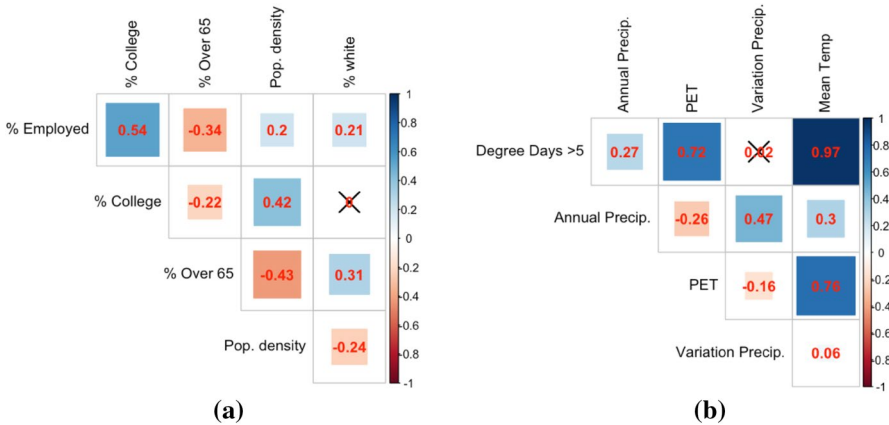 % College
% Over 65
Pop. density
% white
% Employed
0.54
-0.34
0.2
0.21
% College
-0.22
0.42
0
% Over 65
-0.43
0.31
Pop. density
-0.24
1
0.8
0.6
0.4
0.2
0
-0.2
-0.4
-0.6
-0.8
-1
(a)
Annual Precip.
PET
Variation Precip.
Mean Temp
Degree Days >5
0.27
0.72
0.02
0.97
Annual Precip.
-0.26
0.47
0.3
PET
-0.16
0.76
Variation Precip.
0.06
1
0.8
0.6
0.4
0.2
0
-0.2
-0.4
-0.6
-0.8
-1
(b)